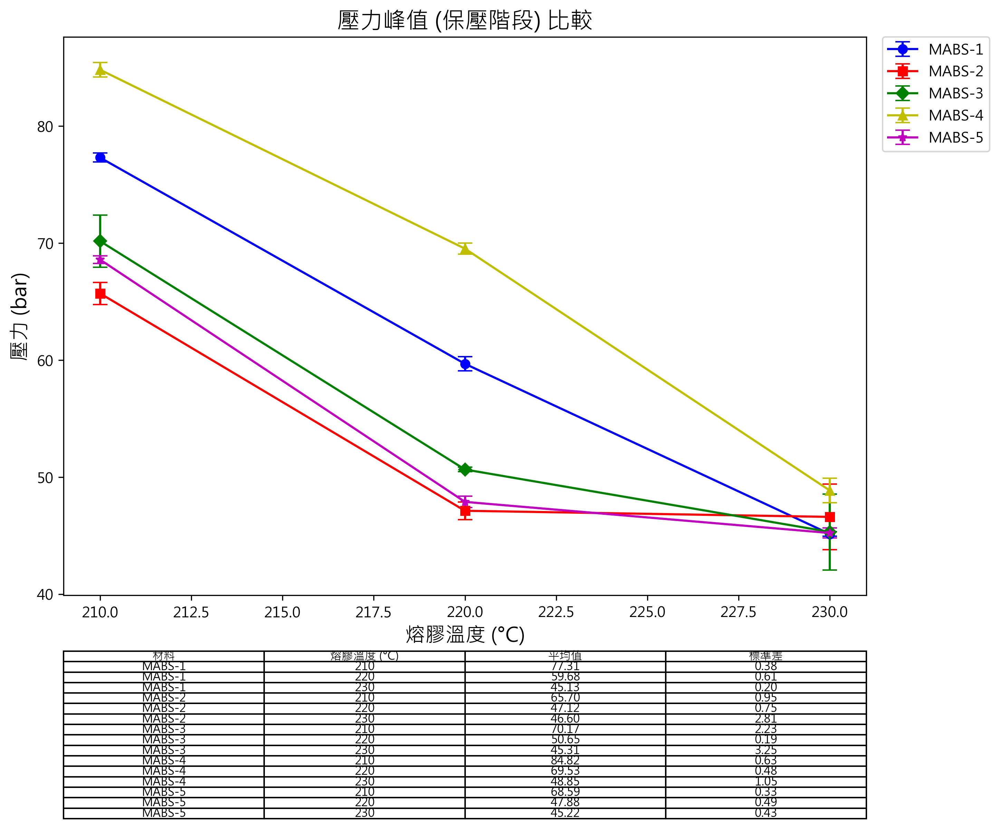 壓力峰值 (保壓階段) 比較
MABS-1
MABS-2
MABS-3
MABS-4
MABS-5
壓力 (bar)
80
70
60
50
40
210.0 212.5 215.0 217.5 220.0 222.5 225.0 227.5 230.0
熔膠溫度 (°C)
材料 熔膠溫度 (°C) 平均值 標準差
MABS-1 210 77.31 0.38
MABS-1 220 59.68 0.61
MABS-1 230 45.13 0.20
MABS-2 210 65.70 0.95
MABS-2 220 47.12 0.75
MABS-2 230 46.60 2.81
MABS-3 210 70.17 2.23
MABS-3 220 50.65 0.19
MABS-3 230 45.31 3.25
MABS-4 210 84.82 0.63
MABS-4 220 69.53 0.48
MABS-4 230 48.85 1.05
MABS-5 210 68.59 0.33
MABS-5 220 47.88 0.49
MABS-5 230 45.22 0.43